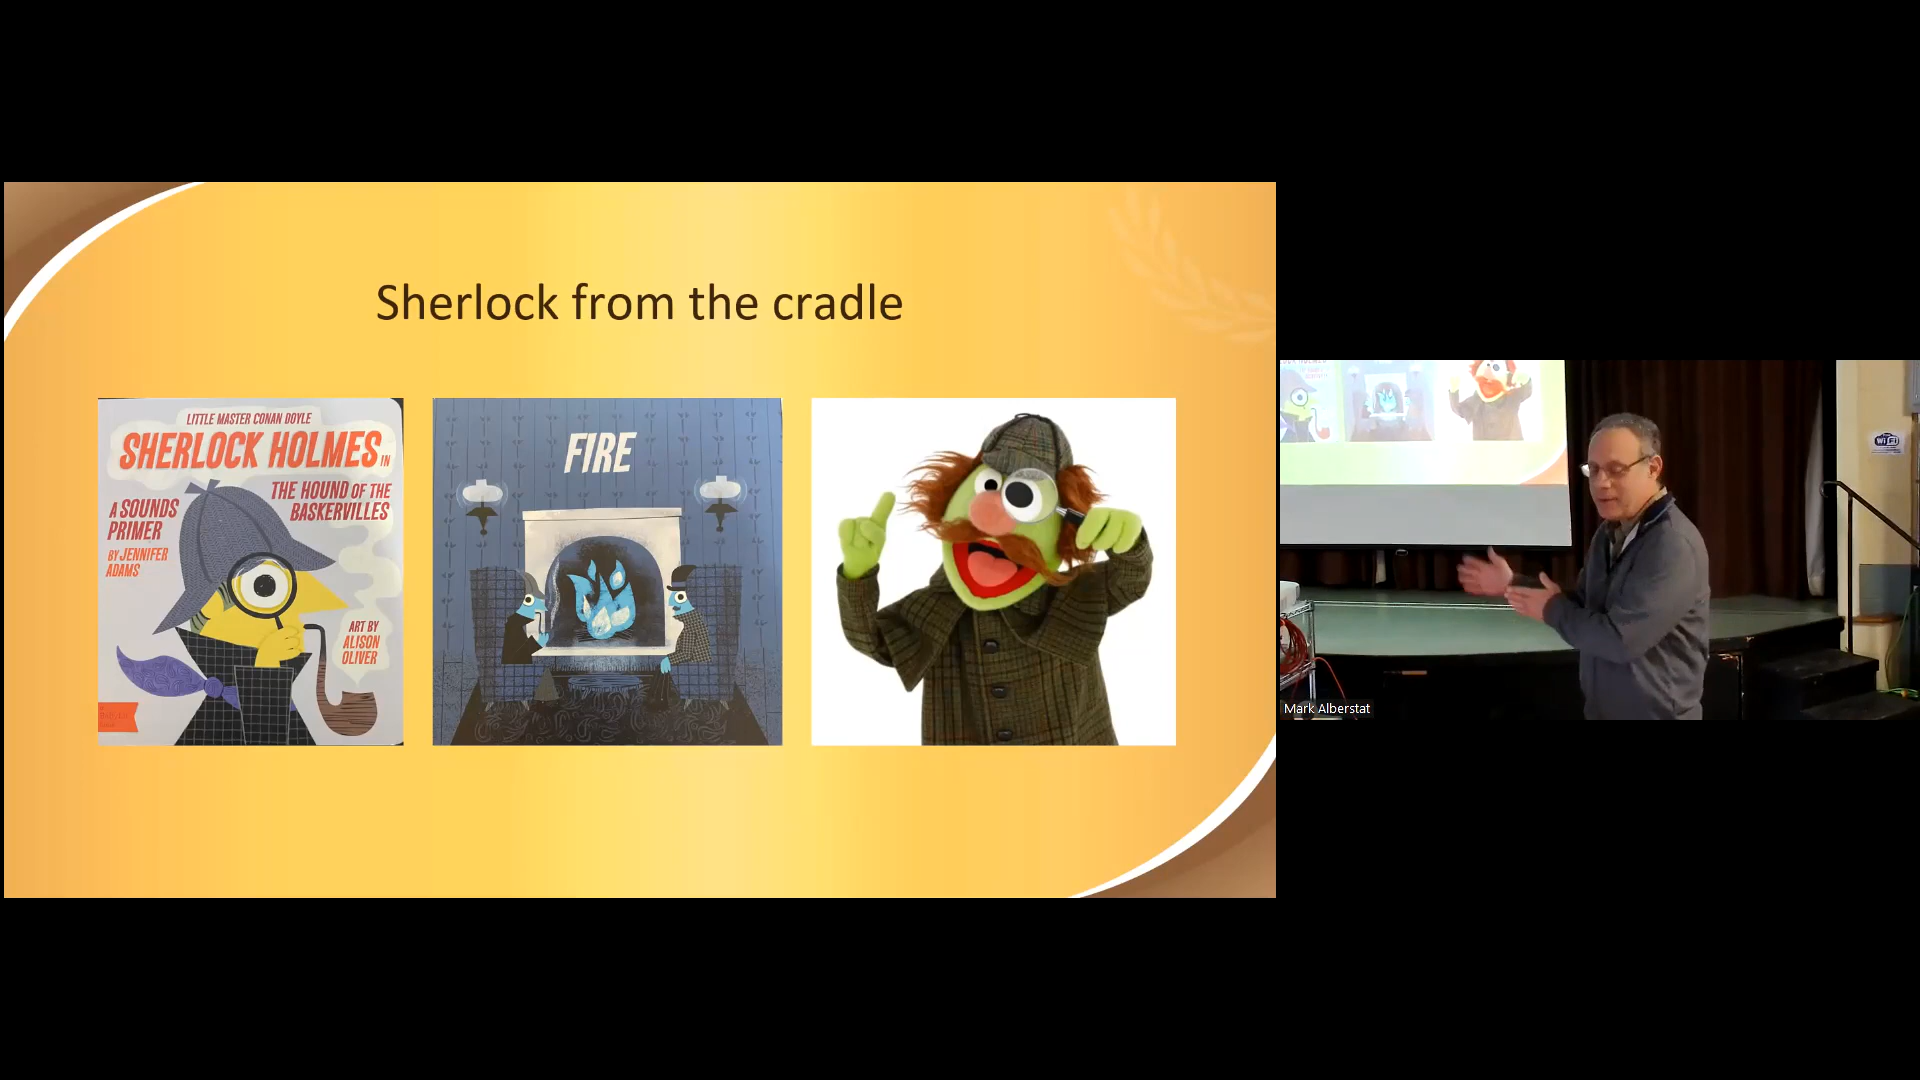 Sherlock from the cradle
LITTLE MASTER CONAN DOYLE
SHERLOCK HOLMES IN
THE HOUND OF THE
BASKERVILLES
A SOUNDS
PRIMER
BY JENNIFER
ADAMS
ART BY
ALISON
OLIVER
FIRE
WiFi
Mark Alberstat